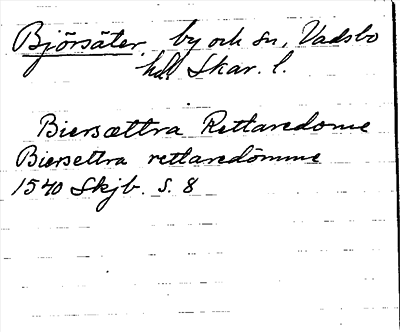 Björsäter, by och sn, Vadsbo
hd Skar. l.
Biersættra Rettaredome
Biersettra rettaredömme
1540 Skjb. S. 8